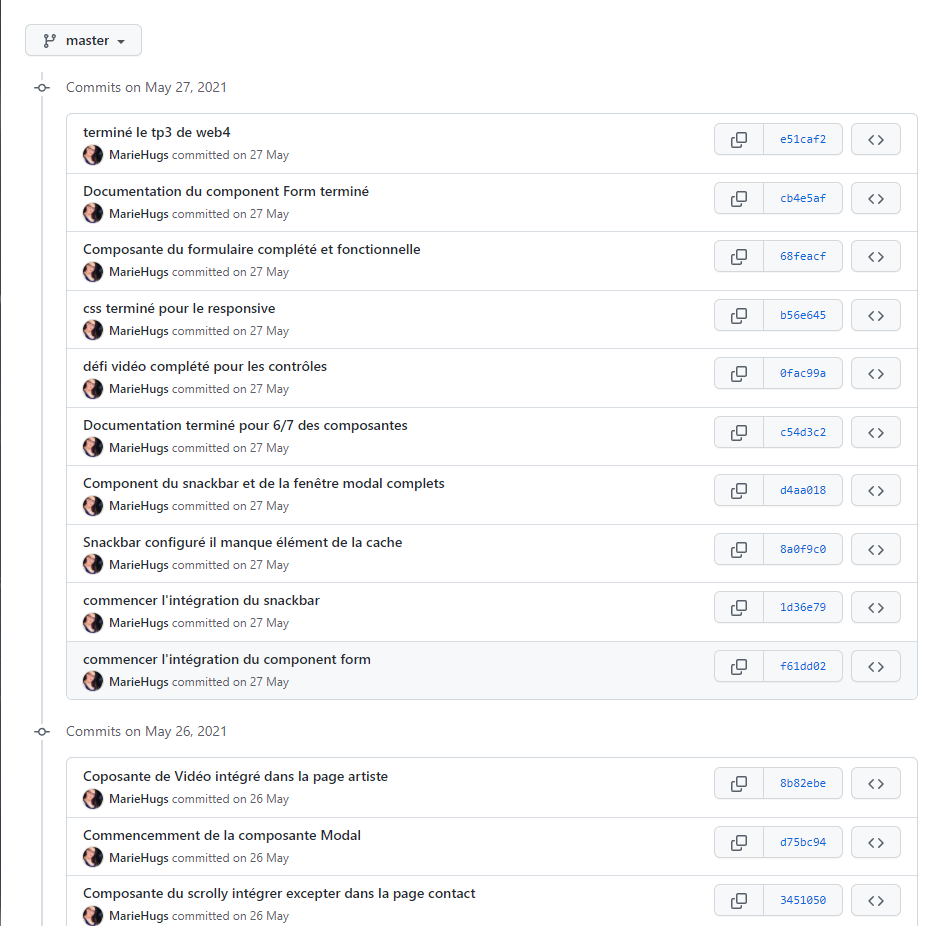 master
Commits on May 27, 2021
terminé le tp3 de web4
MarieHugs committed on 27 May
e51caf2
Documentation du component Form terminé
MarieHugs committed on 27 May
cb4e5af
Composante du formulaire complété et fonctionnelle
MarieHugs committed on 27 May
68feacf
css terminé pour le responsive
MarieHugs committed on 27 May
b56e645
défi vidéo complété pour les contrôles
MarieHugs committed on 27 May
0fac99a
Documentation terminé pour 6/7 des composantes
MarieHugs committed on 27 May
c54d3c2
Component du snackbar et de la fenêtre modal complets
MarieHugs committed on 27 May
d4aa018
Snackbar configuré il manque élément de la cache
MarieHugs committed on 27 May
8a0f9c0
commencer l'intégration du snackbar
MarieHugs committed on 27 May
1d36e79
commencer l'intégration du component form
MarieHugs committed on 27 May
f61dd02
Commits on May 26, 2021
Coposante de Vidéo intégré dans la page artiste
MarieHugs committed on 26 May
8b82ebe
Commencemment de la composante Modal
MarieHugs committed on 26 May
d75bc94
Composante du scrolly intégrer excepter dans la page contact
MarieHugs committed on 26 May
3451050